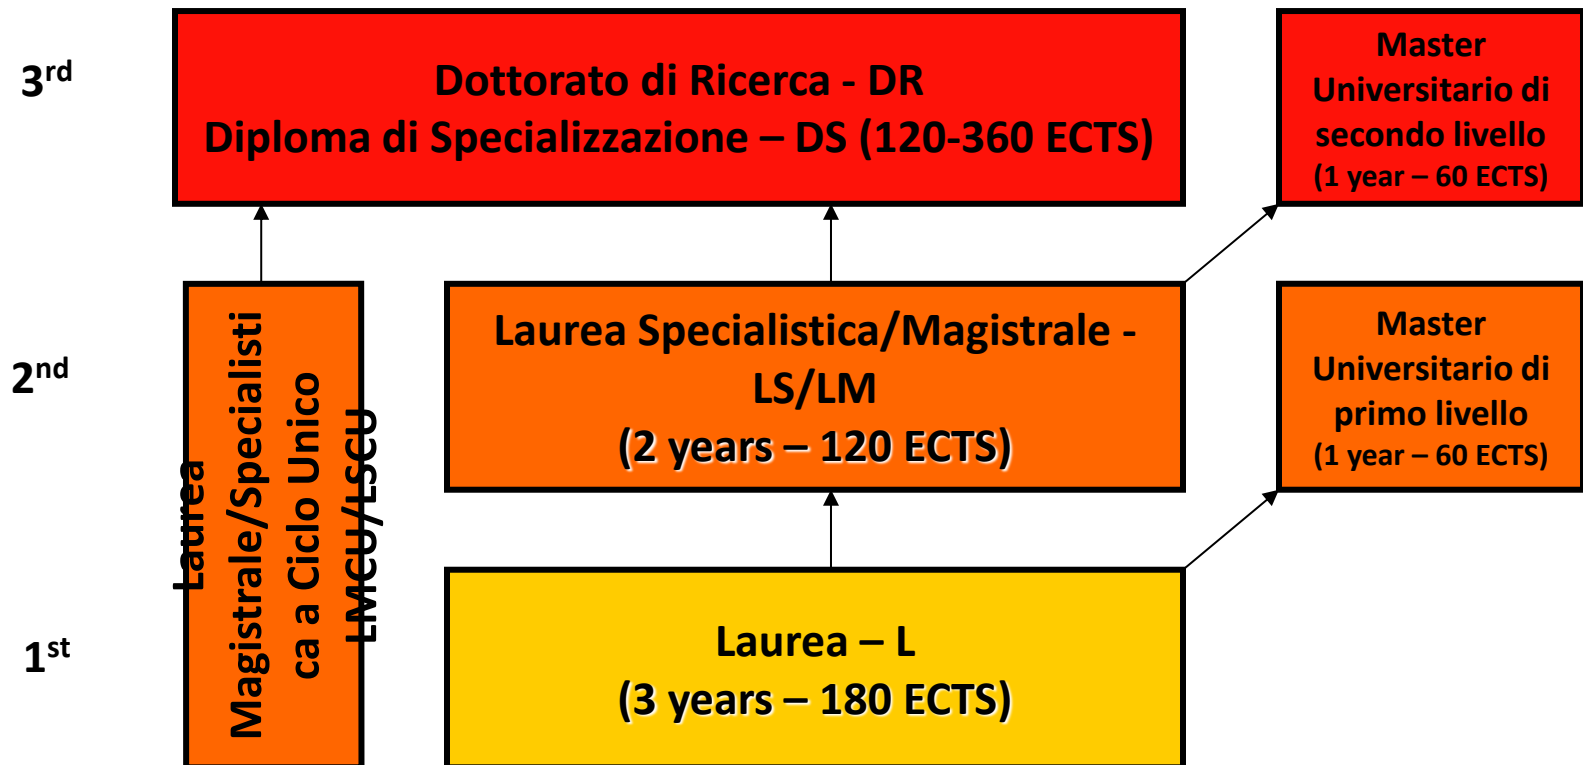 3rd
Dottorato di Ricerca - DR
Diploma di Specializzazione – DS (120-360 ECTS)
Master
Universitario di
secondo livello
(1 year – 60 ECTS)
2nd
Laurea
Magistrale/Specialisti
ca a Ciclo Unico
LMCU/LSCU
Laurea Specialistica/Magistrale -
LS/LM
(2 years – 120 ECTS)
Master
Universitario di
primo livello
(1 year – 60 ECTS)
1st
Laurea – L
(3 years – 180 ECTS)